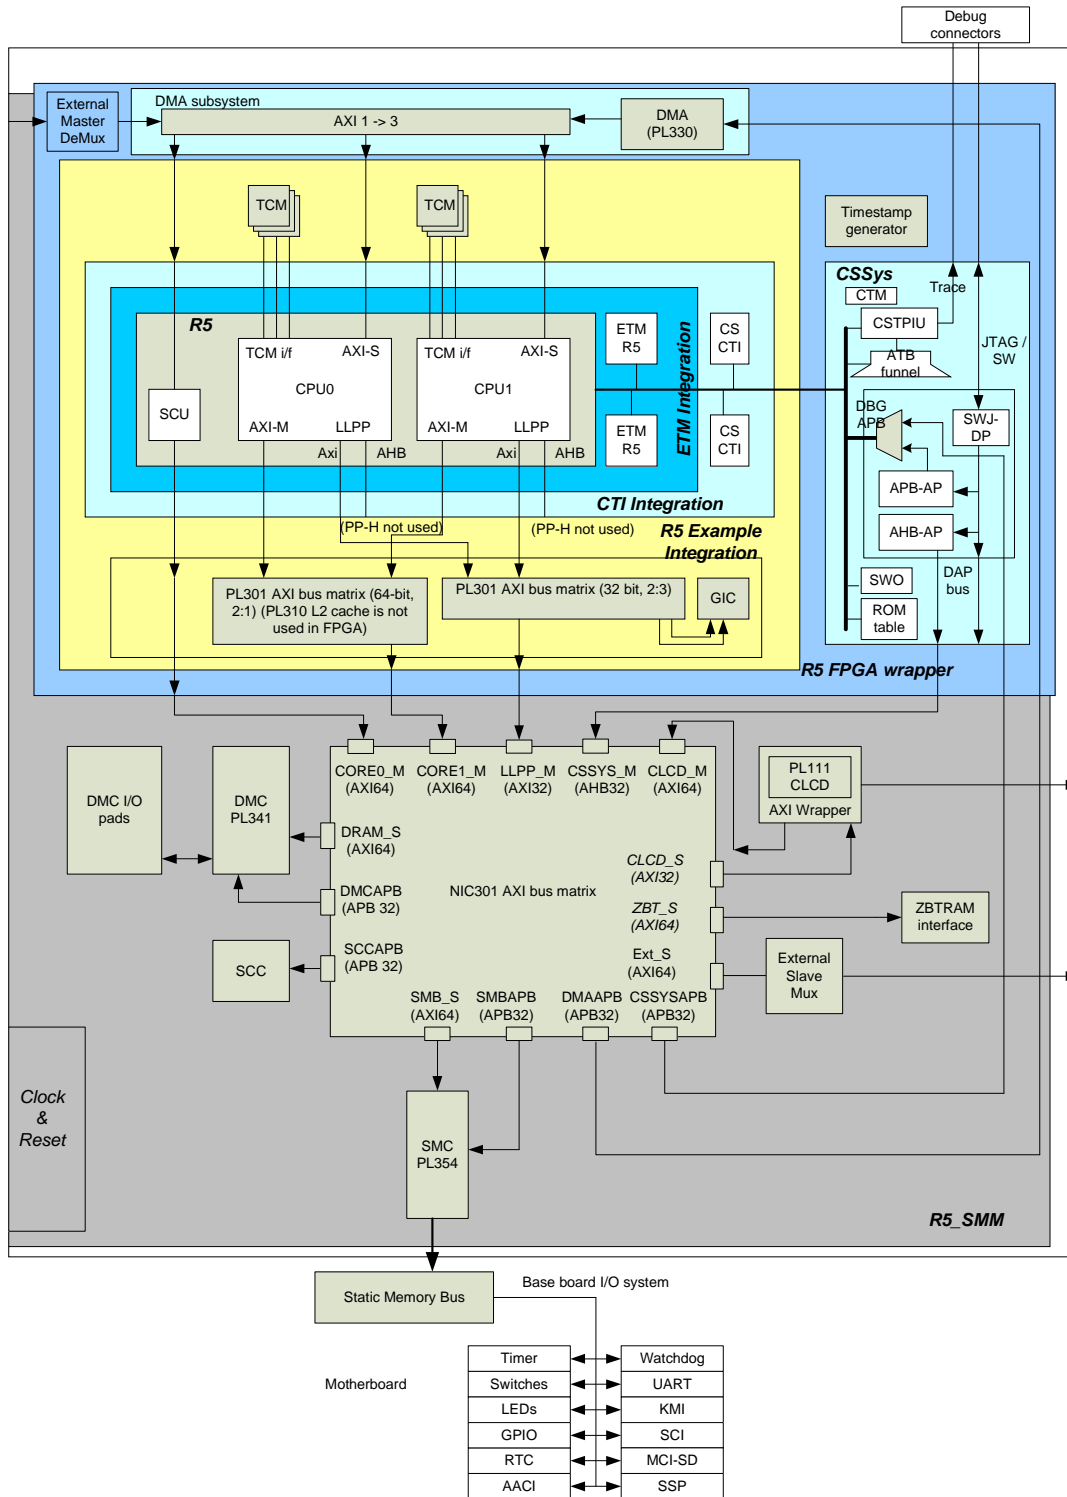 Debug
connectors
External
Master
DeMux
DMA subsystem
AXI 1 -> 3
DMA
(PL330)
TCM
TCM
Timestamp
generator
CSSys
Trace
CTM
CSTPIU
ATB
funnel
JTAG /
SW
DBG
APB
SWJ-
DP
APB-AP
AHB-AP
DAP
bus
SWO
ROM
table
R5
TCM i/f
AXI-S
CPU0
AXI-M
LLPP
TCM i/f
AXI-S
CPU1
AXI-M
LLPP
SCU
Axi
AHB
Axi
AHB
ETM
R5
ETM
R5
ETM Integration
CS
CTI
CS
CTI
CTI Integration
(PP-H not used)
(PP-H not used)
R5 Example
Integration
PL301 AXI bus matrix (64-bit,
2:1) (PL310 L2 cache is not
used in FPGA)
PL301 AXI bus matrix (32 bit, 2:3)
GIC
R5 FPGA wrapper
CORE0_M
(AXI64)
CORE1_M
(AXI64)
LLPP_M
(AXI32)
CSSYS_M
(AHB32)
CLCD_M
(AXI64)
PL111
CLCD
AXI Wrapper
DMC I/O
pads
DMC
PL341
DRAM_S
(AXI64)
DMCAPB
(APB 32)
SCCAPB
(APB 32)
SCC
NIC301 AXI bus matrix
CLCD_S
(AXI32)
ZBT_S
(AXI64)
Ext_S
(AXI64)
ZBTRAM
interface
External
Slave
Mux
SMB_S
(AXI64)
SMBAPB
(APB32)
DMAAPB
(APB32)
CSSYSAPB
(APB32)
Clock
&
Reset
SMC
PL354
R5_SMM
Static Memory Bus
Base board I/O system
Motherboard
Timer
Watchdog
Switches
UART
LEDs
KMI
GPIO
SCI
RTC
MCI-SD
AACI
SSP